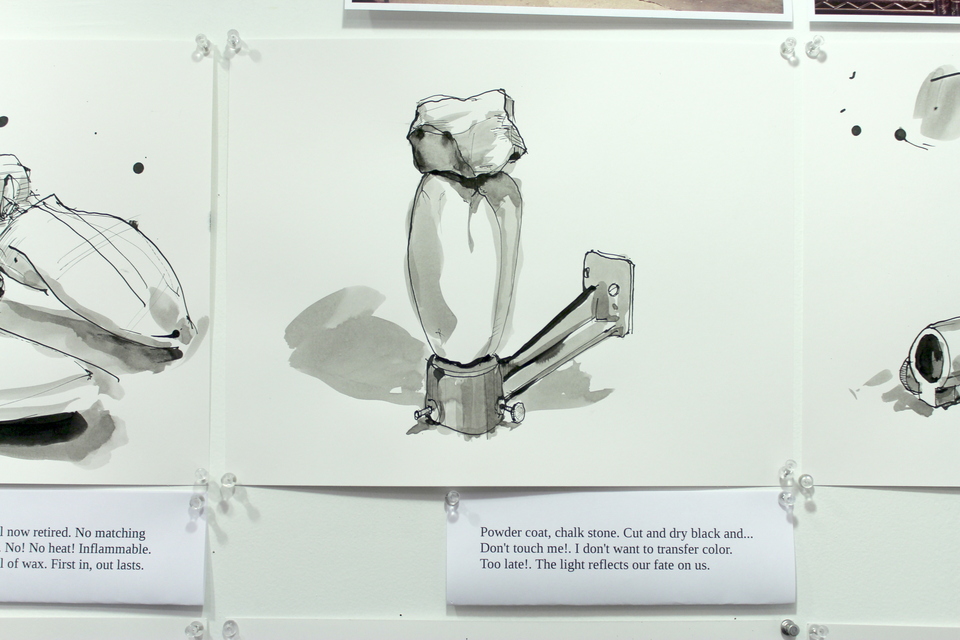 l now retired. No matching
. No! No heat! Inflammable.
l of wax. First in, out lasts.
Powder coat, chalk stone. Cut and dry black and...
Don't touch me!. I don't want to transfer color.
Too late!. The light reflects our fate on us.